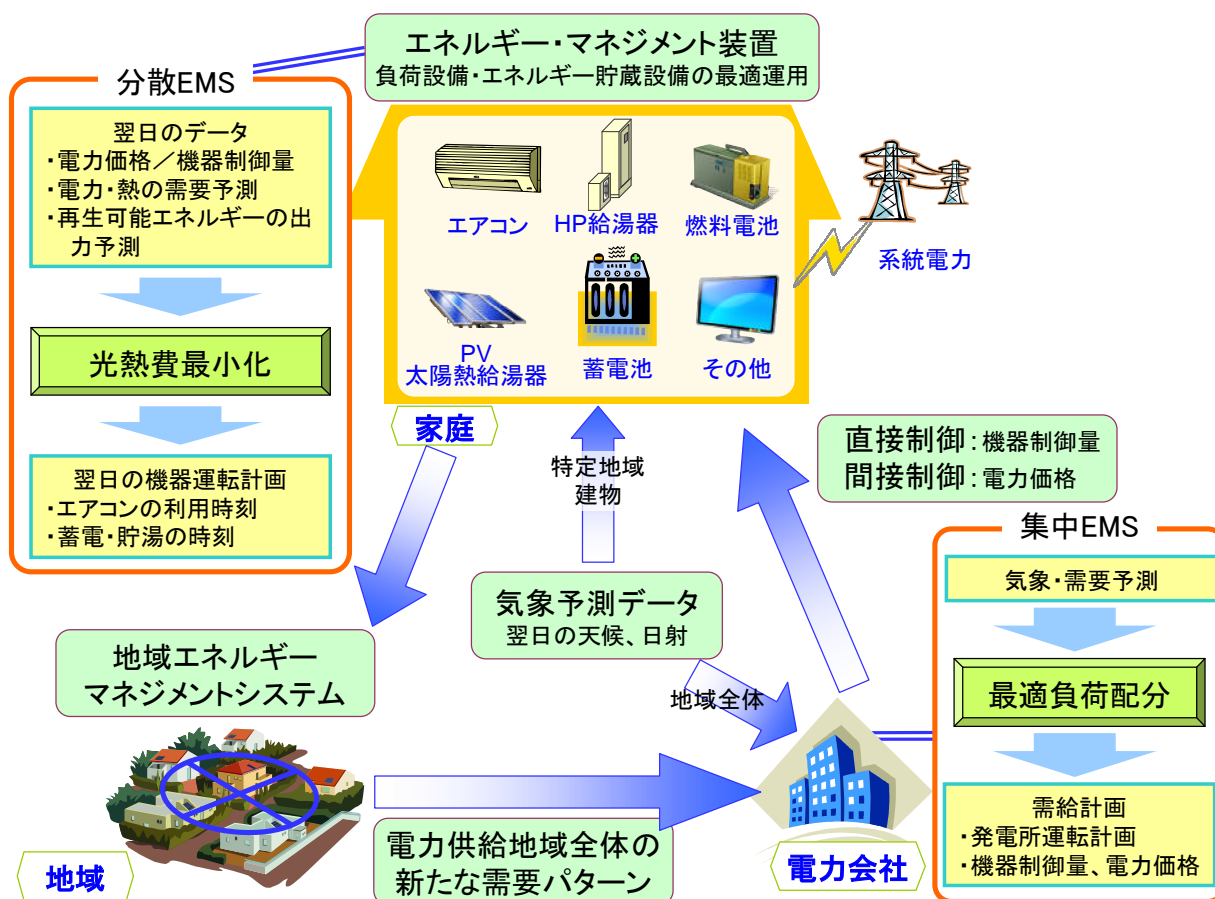 エネルギー・マネジメント装置
負荷設備・エネルギー貯蔵設備の最適運用
分散EMS
翌日のデータ
・電力価格／機器制御量
・電力・熱の需要予測
・再生可能エネルギーの出
力予測
光熱費最小化
翌日の機器運転計画
・エアコンの利用時刻
・蓄電・貯湯の時刻
エアコン
HP給湯器
燃料電池
PV
太陽熱給湯器
蓄電池
その他
系統電力
家庭
特定地域
建物
直接制御：機器制御量
間接制御：電力価格
気象予測データ
翌日の天候、日射
地域全体
地域エネルギー
マネジメントシステム
地域
電力供給地域全体の
新たな需要パターン
電力会社
集中EMS
気象・需要予測
最適負荷配分
需給計画
・発電所運転計画
・機器制御量、電力価格